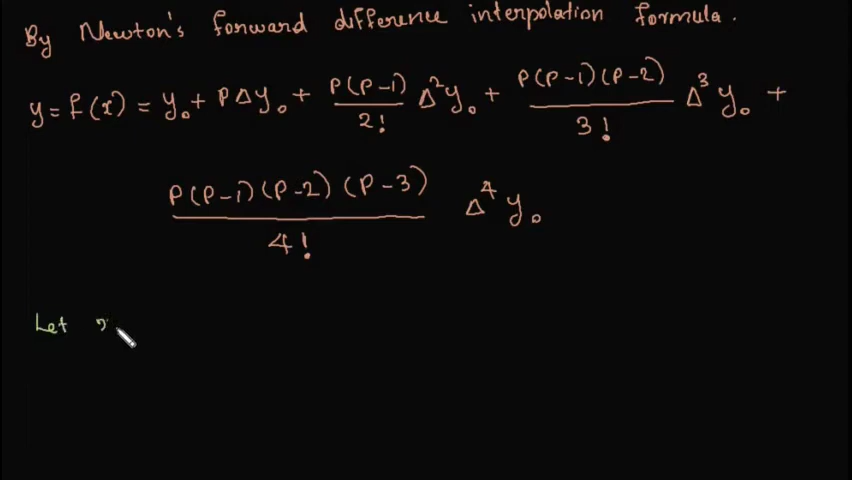 By Newton's forward difference interpolation formula.
y = f(x) = y₀ + PΔy₀ + P(P-1)/2! Δ²y₀ + P(P-1)(P-2)/3! Δ³y₀ +
P(P-1)(P-2)(P-3)/4! Δ⁴y₀
Let